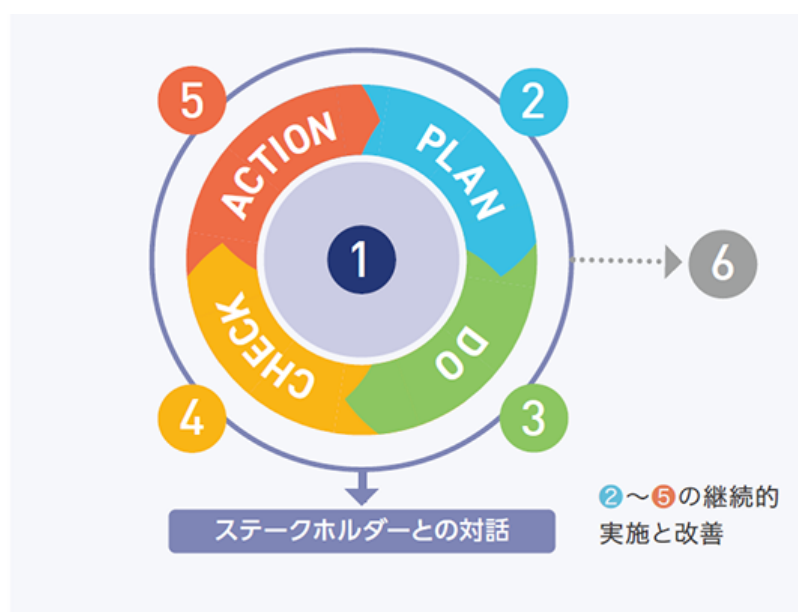 5
2
ACTION
PLAN
1
6
CHECK
DO
4
3
ステークホルダーとの対話
2～5の継続的
実施と改善